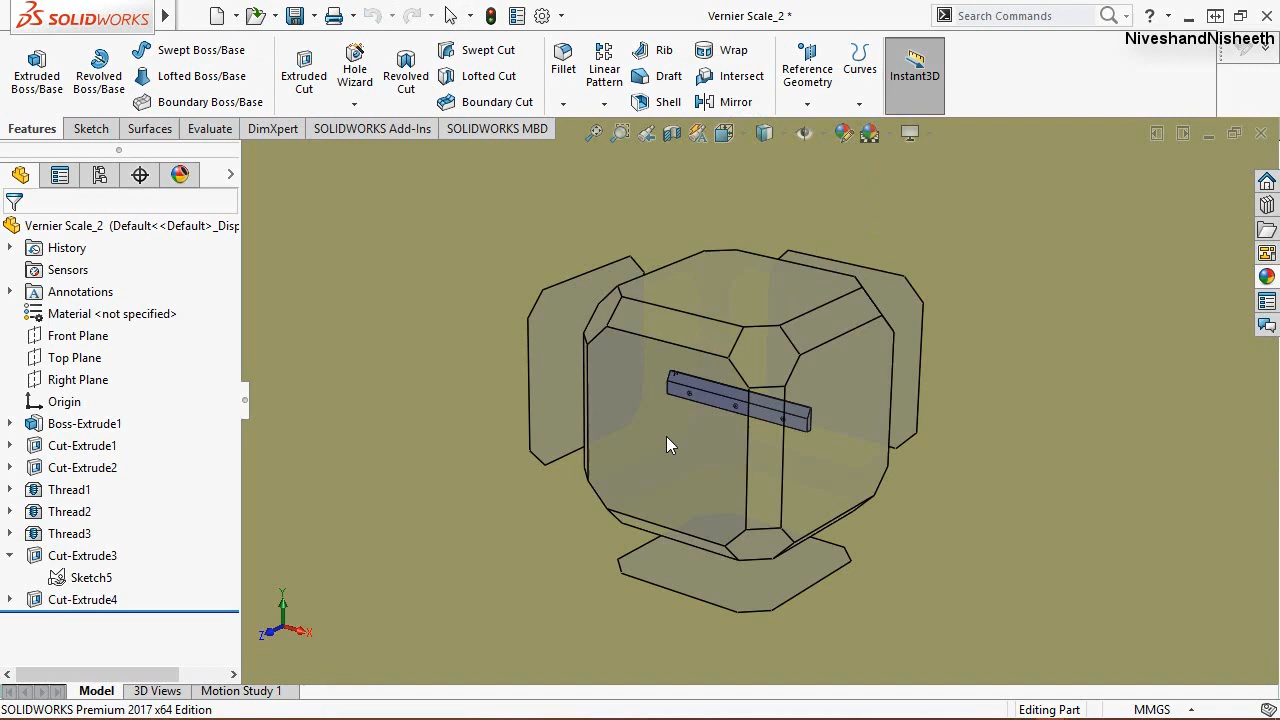 SOLIDWORKS
Vernier Scale_2 *
Search Commands
?
NiveshandNisheeth
Extruded Boss/Base
Revolved Boss/Base
Swept Boss/Base
Lofted Boss/Base
Boundary Boss/Base
Extruded Cut
Hole Wizard
Revolved Cut
Swept Cut
Lofted Cut
Boundary Cut
Fillet
Linear Pattern
Rib
Draft
Shell
Wrap
Intersect
Mirror
Reference Geometry
Curves
Instant3D
Features
Sketch
Surfaces
Evaluate
DimXpert
SOLIDWORKS Add-Ins
SOLIDWORKS MBD
Vernier Scale_2 (Default<<Default>_Disp
History
Sensors
Annotations
Material <not specified>
Front Plane
Top Plane
Right Plane
Origin
Boss-Extrude1
Cut-Extrude1
Cut-Extrude2
Thread1
Thread2
Thread3
Cut-Extrude3
Sketch5
Cut-Extrude4
Y
Z
X
Model
3D Views
Motion Study 1
SOLIDWORKS Premium 2017 x64 Edition
Editing Part
MMGS